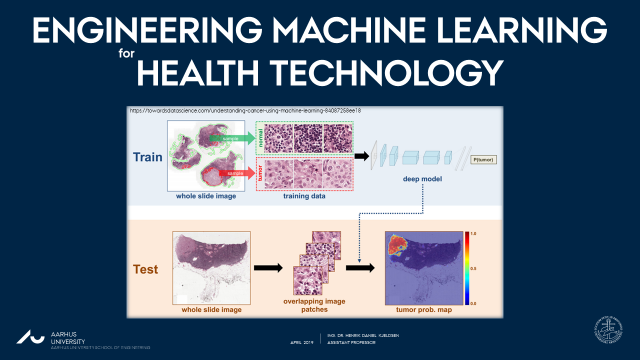 ENGINEERING MACHINE LEARNING
for
HEALTH TECHNOLOGY
https://towardsdatascience.com/understanding-cancer-using-machine-learning-84087258ee18
Train
sample
sample
normal
tumor
P(tumor)
whole slide image
training data
deep model
Test
1.0
0.5
0.0
whole slide image
overlapping image
patches
tumor prob. map
AARHUS
UNIVERSITY
AARHUS UNIVERSITY SCHOOL OF ENGINEERING
APRIL 2019
ING. DR. HENRIK DANIEL KJELDSEN
ASSISTANT PROFESSOR